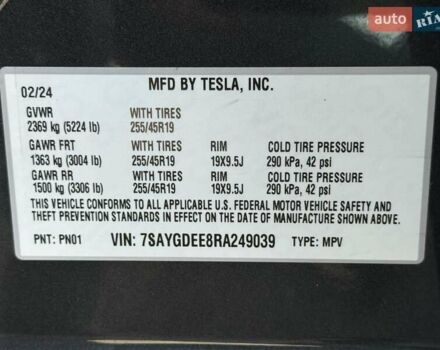 auto RIA
MFD BY TESLA, INC.
02/24
GVWR WITH TIRES
2369 kg (5224 lb) 255/45R19
GAWR FRT WITH TIRES RIM COLD TIRE PRESSURE
1363 kg (3004 lb) 255/45R19 19X9.5J 290 kPa, 42 psi
GAWR RR WITH TIRES RIM COLD TIRE PRESSURE
1500 kg (3306 lb) 255/45R19 19X9.5J 290 kPa, 42 psi
THIS VEHICLE CONFORMS TO ALL APPLICABLE U.S. FEDERAL MOTOR VEHICLE SAFETY AND
THEFT PREVENTION STANDARDS IN EFFECT ON THE DATE OF MANUFACTURE SHOWN ABOVE.
PNT: PN01 VIN: 7SAYGDEE8RA249039 TYPE: MPV